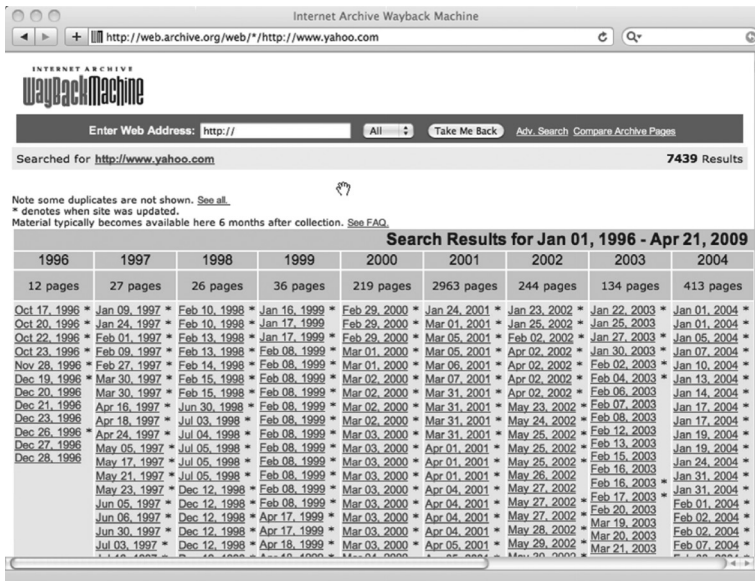 Internet Archive Wayback Machine
http://web.archive.org/web/*/http://www.yahoo.com
INTERNET ARCHIVE
WayBackMachine
Enter Web Address: http:// All Take Me Back Adv. Search Compare Archive Pages
Searched for http://www.yahoo.com 7439 Results
Note some duplicates are not shown. See all.
* denotes when site was updated.
Material typically becomes available here 6 months after collection. See FAQ.
Search Results for Jan 01, 1996 - Apr 21, 2009
1996 1997 1998 1999 2000 2001 2002 2003 2004
12 pages 27 pages 26 pages 36 pages 219 pages 2963 pages 244 pages 134 pages 413 pages
Oct 17, 1996 * Jan 09, 1997 * Feb 10, 1998 * Jan 16, 1999 * Feb 29, 2000 * Jan 24, 2001 * Jan 23, 2002 * Jan 22, 2003 * Jan 01, 2004 *
Oct 20, 1996 * Jan 24, 1997 * Feb 10, 1998 * Jan 17, 1999 Feb 29, 2000 * Mar 01, 2001 * Jan 25, 2002 * Jan 25, 2003 Jan 01, 2004 *
Oct 22, 1996 * Feb 01, 1997 * Feb 13, 1998 * Jan 17, 1999 * Feb 29, 2000 * Mar 05, 2001 * Feb 02, 2002 * Jan 27, 2003 * Jan 05, 2004 *
Oct 23, 1996 * Feb 09, 1997 * Feb 13, 1998 * Feb 08, 1999 * Mar 01, 2000 * Mar 05, 2001 * Apr 02, 2002 * Jan 30, 2003 * Jan 07, 2004 *
Nov 28, 1996 * Feb 27, 1997 * Feb 14, 1998 * Feb 08, 1999 * Mar 01, 2000 * Mar 06, 2001 * Apr 02, 2002 * Feb 02, 2003 * Jan 10, 2004 *
Dec 19, 1996 * Mar 30, 1997 * Feb 15, 1998 * Feb 08, 1999 * Mar 02, 2000 * Mar 07, 2001 * Apr 02, 2002 * Feb 04, 2003 * Jan 13, 2004 *
Dec 20, 1996 Mar 30, 1997 * Feb 15, 1998 * Feb 08, 1999 * Mar 02, 2000 * Mar 31, 2001 * Apr 02, 2002 * Feb 06, 2003 Jan 14, 2004 *
Dec 21, 1996 Apr 16, 1997 * Jun 30, 1998 * Feb 08, 1999 * Mar 02, 2000 * Mar 31, 2001 * May 23, 2002 * Feb 07, 2003 Jan 17, 2004 *
Dec 23, 1996 Apr 18, 1997 * Jul 03, 1998 * Feb 08, 1999 * Mar 02, 2000 * Mar 31, 2001 * May 24, 2002 * Feb 08, 2003 Jan 17, 2004 *
Dec 26, 1996 * Apr 24, 1997 * Jul 04, 1998 * Feb 08, 1999 * Mar 03, 2000 * Mar 31, 2001 * May 25, 2002 * Feb 12, 2003 Jan 19, 2004 *
Dec 27, 1996 May 05, 1997 * Jul 05, 1998 * Feb 08, 1999 * Mar 03, 2000 * Apr 01, 2001 * May 25, 2002 * Feb 13, 2003 Jan 19, 2004 *
Dec 28, 1996 May 17, 1997 * Jul 05, 1998 * Feb 08, 1999 * Mar 03, 2000 * Apr 01, 2001 * May 25, 2002 * Feb 15, 2003 Jan 24, 2004 *
May 21, 1997 * Jul 05, 1998 * Feb 08, 1999 * Mar 03, 2000 * Apr 01, 2001 * May 26, 2002 Feb 16, 2003 Jan 31, 2004 *
May 23, 1997 * Dec 12, 1998 * Feb 08, 1999 * Mar 03, 2000 * Apr 04, 2001 * May 27, 2002 Feb 16, 2003 * Jan 31, 2004 *
Jun 05, 1997 * Dec 12, 1998 * Feb 08, 1999 * Mar 03, 2000 * Apr 04, 2001 * May 27, 2002 * Feb 17, 2003 * Feb 01, 2004 *
Jun 06, 1997 * Dec 12, 1998 * Apr 17, 1999 * Mar 03, 2000 * Apr 04, 2001 * May 27, 2002 * Feb 20, 2003 Feb 02, 2004 *
Jun 30, 1997 * Dec 12, 1998 * Apr 17, 1999 * Mar 03, 2000 * Apr 04, 2001 * May 28, 2002 * Mar 19, 2003 Feb 02, 2004 *
Jul 03, 1997 * Dec 12, 1998 * Apr 18, 1999 * Mar 03, 2000 * Apr 05, 2001 * May 29, 2002 * Mar 20, 2003 Feb 07, 2004 *
Mar 21, 2003